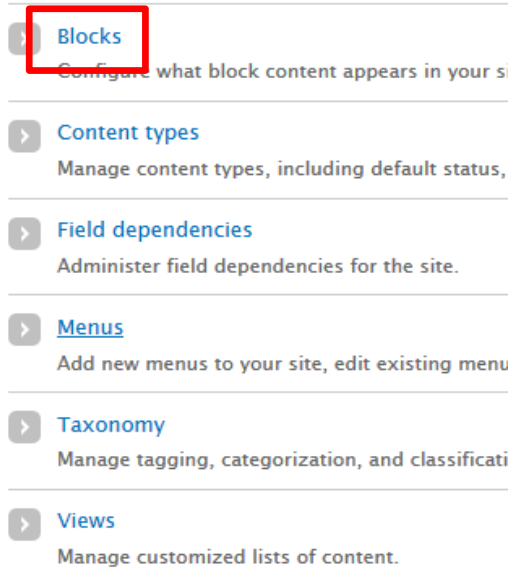 Blocks
Configure what block content appears in your
Content types
Manage content types, including default status,
Field dependencies
Administer field dependencies for the site.
Menus
Add new menus to your site, edit existing menu
Taxonomy
Manage tagging, categorization, and classificati
Views
Manage customized lists of content.